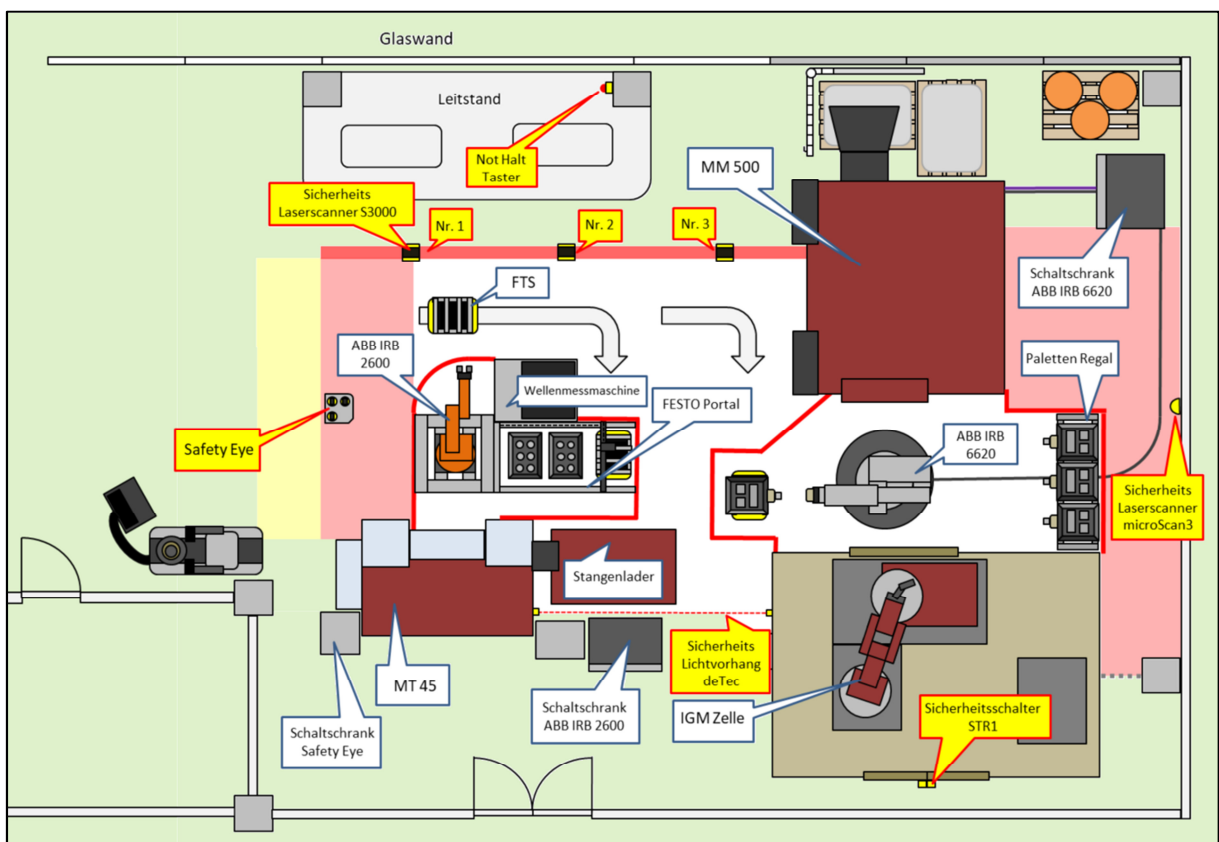 Glaswand
Leitstand
Not Halt
Taster
MM 500
Sicherheits
Laserscanner S3000
Nr. 1
Nr. 2
Nr. 3
Schaltschrank
ABB IRB 6620
FTS
ABB IRB
2600
Wellenmessmaschine
FESTO Portal
Paletten Regal
Safety Eye
ABB IRB
6620
Sicherheits
Laserscanner
microScan3
Stangenlader
MT 45
Sicherheits
Lichtvorhang
deTec
Schaltschrank
Safety Eye
Schaltschrank
ABB IRB 2600
IGM Zelle
Sicherheitsschalter
STR1